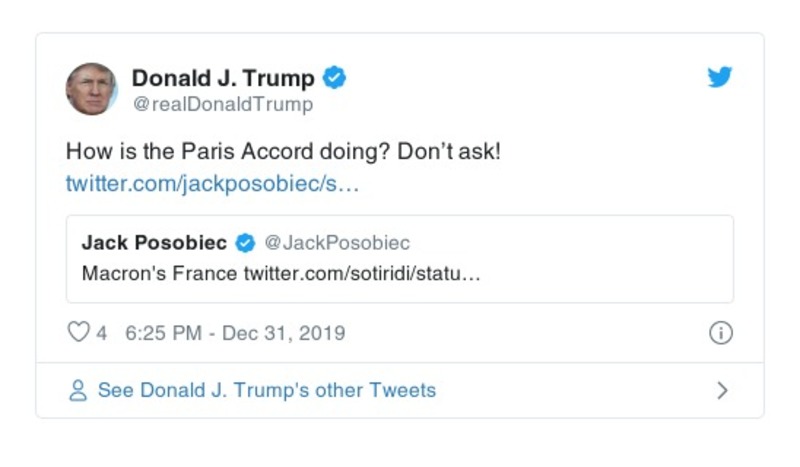 Donald J. Trump
@realDonaldTrump
How is the Paris Accord doing? Don’t ask!
twitter.com/jackposobiec/s…
Jack Posobiec @JackPosobiec
Macron's France twitter.com/sotiridi/statu…
4 6:25 PM - Dec 31, 2019
See Donald J. Trump's other Tweets